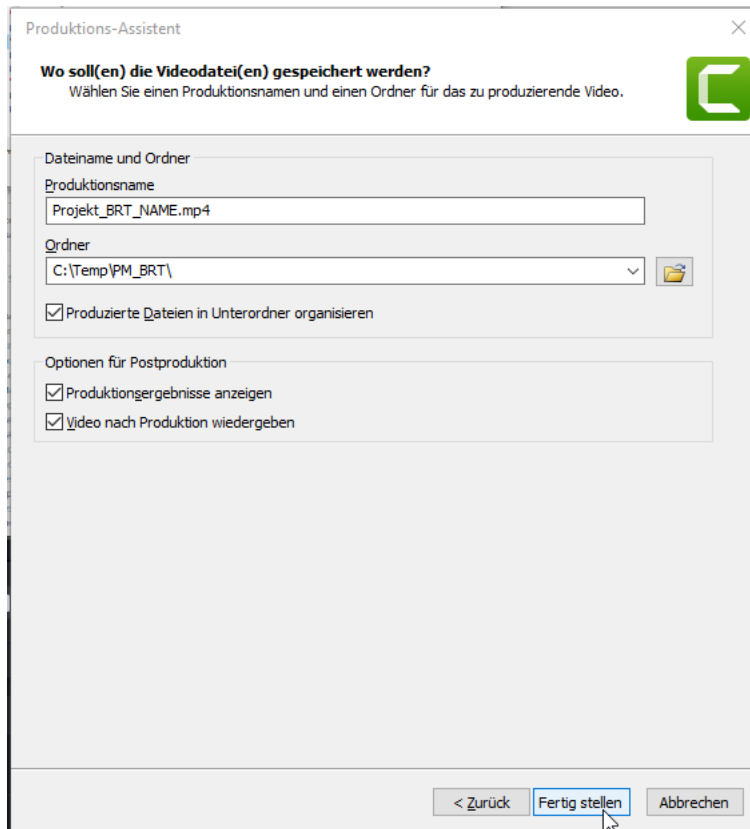 Produktions-Assistent
Wo soll(en) die Videodatei(en) gespeichert werden?
Wählen Sie einen Produktionsnamen und einen Ordner für das zu produzierende Video.
Dateiname und Ordner
Produktionsname
Projekt_BRT_NAME.mp4
Ordner
C:\Temp\PM_BRT\
Produzierte Dateien in Unterordner organisieren
Optionen für Postproduktion
Produktionsergebnisse anzeigen
Video nach Produktion wiedergeben
< Zurück Fertig stellen Abbrechen